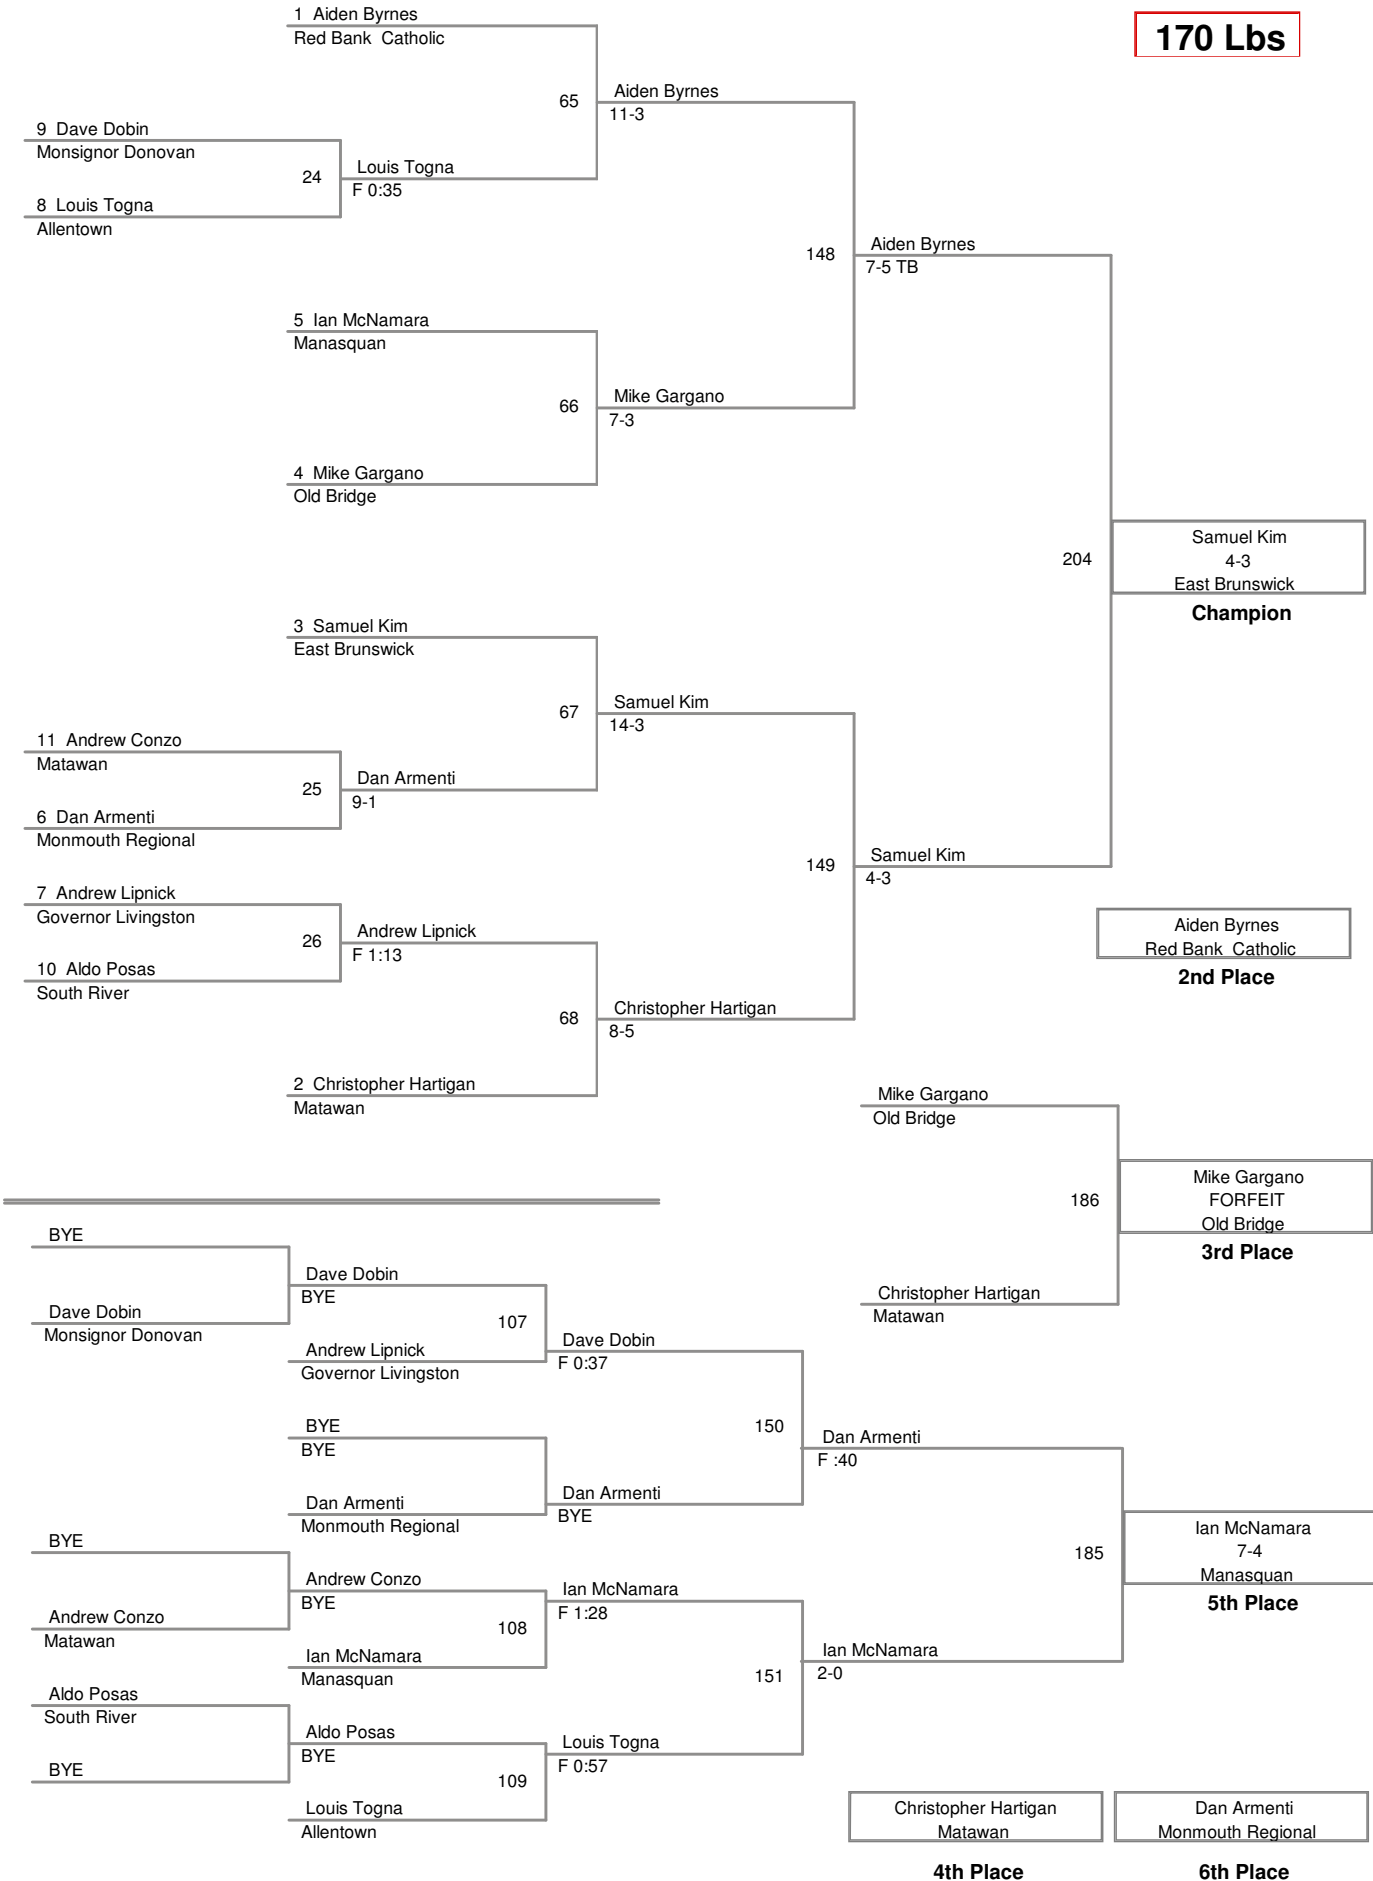 1 Aiden Byrnes
Red Bank Catholic
170 Lbs
65
Aiden Byrnes
11-3
9 Dave Dobin
Monsignor Donovan
24
Louis Togna
F 0:35
8 Louis Togna
Allentown
148
Aiden Byrnes
7-5 TB
5 Ian McNamara
Manasquan
66
Mike Gargano
7-3
4 Mike Gargano
Old Bridge
204
Samuel Kim
4-3
East Brunswick
Champion
3 Samuel Kim
East Brunswick
67
Samuel Kim
14-3
11 Andrew Conzo
Matawan
25
Dan Armenti
9-1
6 Dan Armenti
Monmouth Regional
149
Samuel Kim
4-3
7 Andrew Lipnick
Governor Livingston
26
Andrew Lipnick
F 1:13
10 Aldo Posas
South River
Aiden Byrnes
Red Bank Catholic
2nd Place
68
Christopher Hartigan
8-5
2 Christopher Hartigan
Matawan
Mike Gargano
Old Bridge
186
Mike Gargano
FORFEIT
Old Bridge
3rd Place
Christopher Hartigan
Matawan
BYE
Dave Dobin
BYE
Dave Dobin
Monsignor Donovan
107
Andrew Lipnick
Governor Livingston
Dave Dobin
F 0:37
BYE
BYE
150
Dan Armenti
F :40
Dan Armenti
Monmouth Regional
Dan Armenti
BYE
BYE
185
Ian McNamara
7-4
Manasquan
5th Place
Andrew Conzo
BYE
Ian McNamara
F 1:28
Andrew Conzo
Matawan
108
Ian McNamara
Manasquan
151
Ian McNamara
2-0
Aldo Posas
South River
Aldo Posas
BYE
BYE
109
Louis Togna
F 0:57
Louis Togna
Allentown
Christopher Hartigan
Matawan
4th Place
Dan Armenti
Monmouth Regional
6th Place